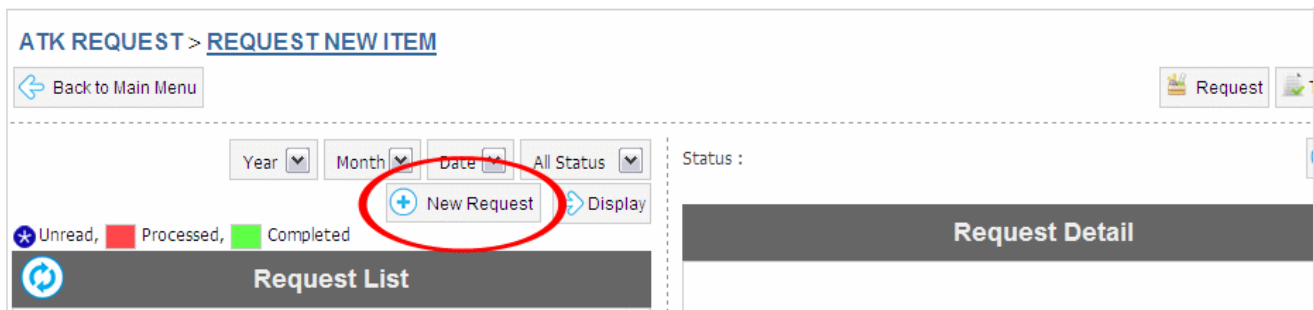 ATK REQUEST > REQUEST NEW ITEM
Back to Main Menu
Request
Year Month Date All Status
Status :
New Request Display
Unread, Processed, Completed
Request List
Request Detail